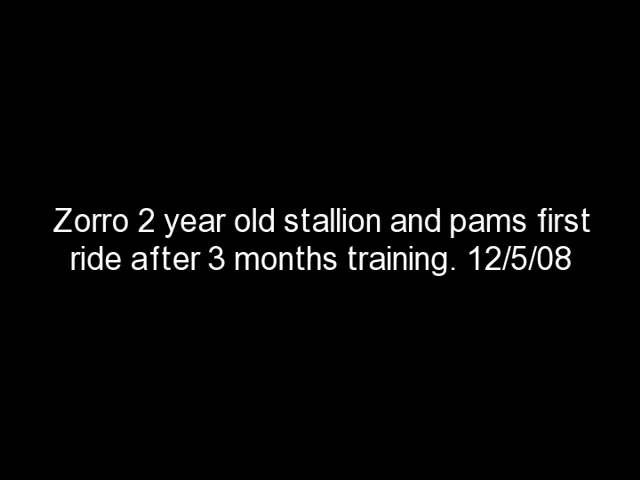 Zorro 2 year old stallion and pams first
ride after 3 months training. 12/5/08